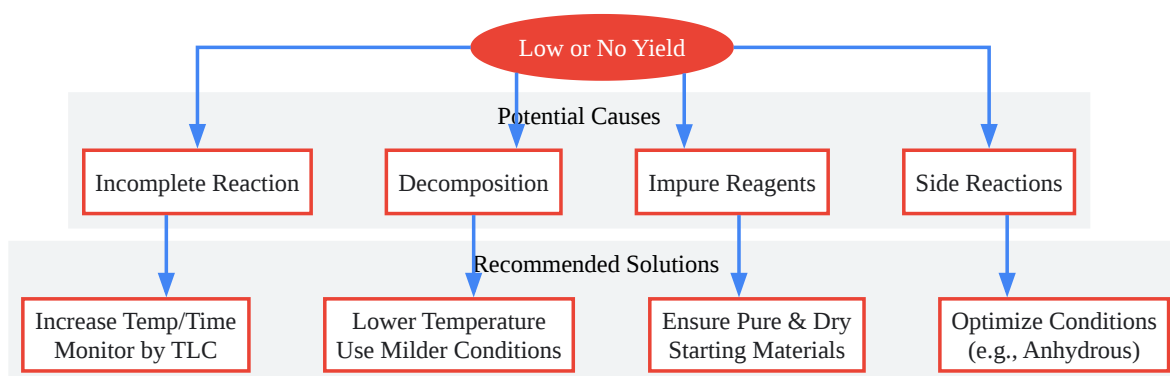 Low or No Yield
Potential Causes
Incomplete Reaction
Decomposition
Impure Reagents
Side Reactions
Recommended Solutions
Increase Temp/Time
Monitor by TLC
Lower Temperature
Use Milder Conditions
Ensure Pure & Dry
Starting Materials
Optimize Conditions
(e.g., Anhydrous)